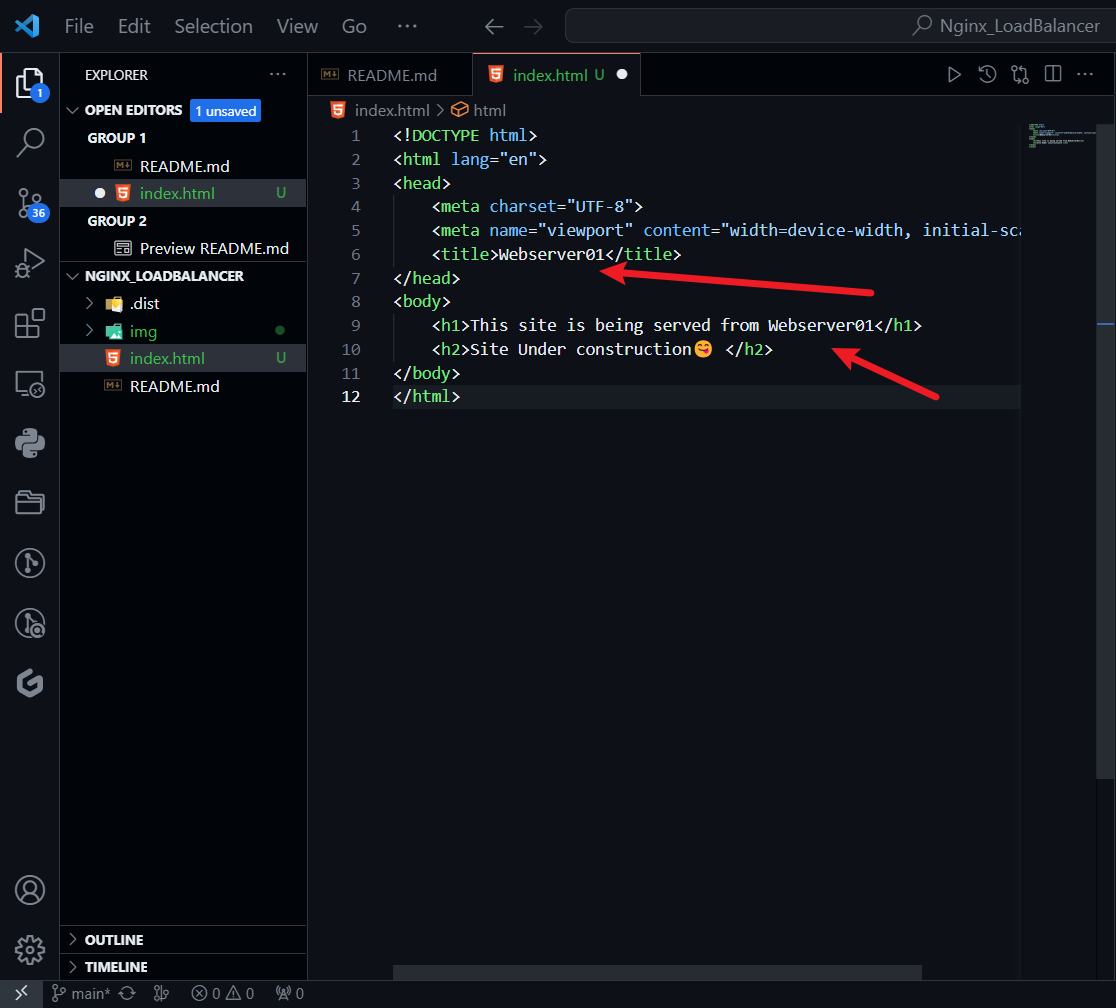 File Edit Selection View Go ··· Nginx_LoadBalancer
EXPLORER ···
OPEN EDITORS 1 unsaved
GROUP 1
README.md
index.html U
GROUP 2
Preview README.md
NGINX_LOADBALANCER
.dist
img
index.html U
README.md
OUTLINE
TIMELINE
1
36
README.md index.html U
index.html > html
1 <!DOCTYPE html>
2 <html lang="en">
3 <head>
4 <meta charset="UTF-8">
5 <meta name="viewport" content="width=device-width, initial-sca
6 <title>Webserver01</title>
7 </head>
8 <body>
9 <h1>This site is being served from Webserver01</h1>
10 <h2>Site Under construction😋 </h2>
11 </body>
12 </html>
main* 0 0 0